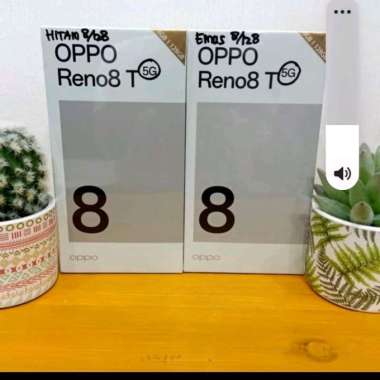 HITAM 8/128
OPPO
Reno8 T 5G
8
oppo
Emas 8/128
OPPO
Reno8 T 5G
8
oppo